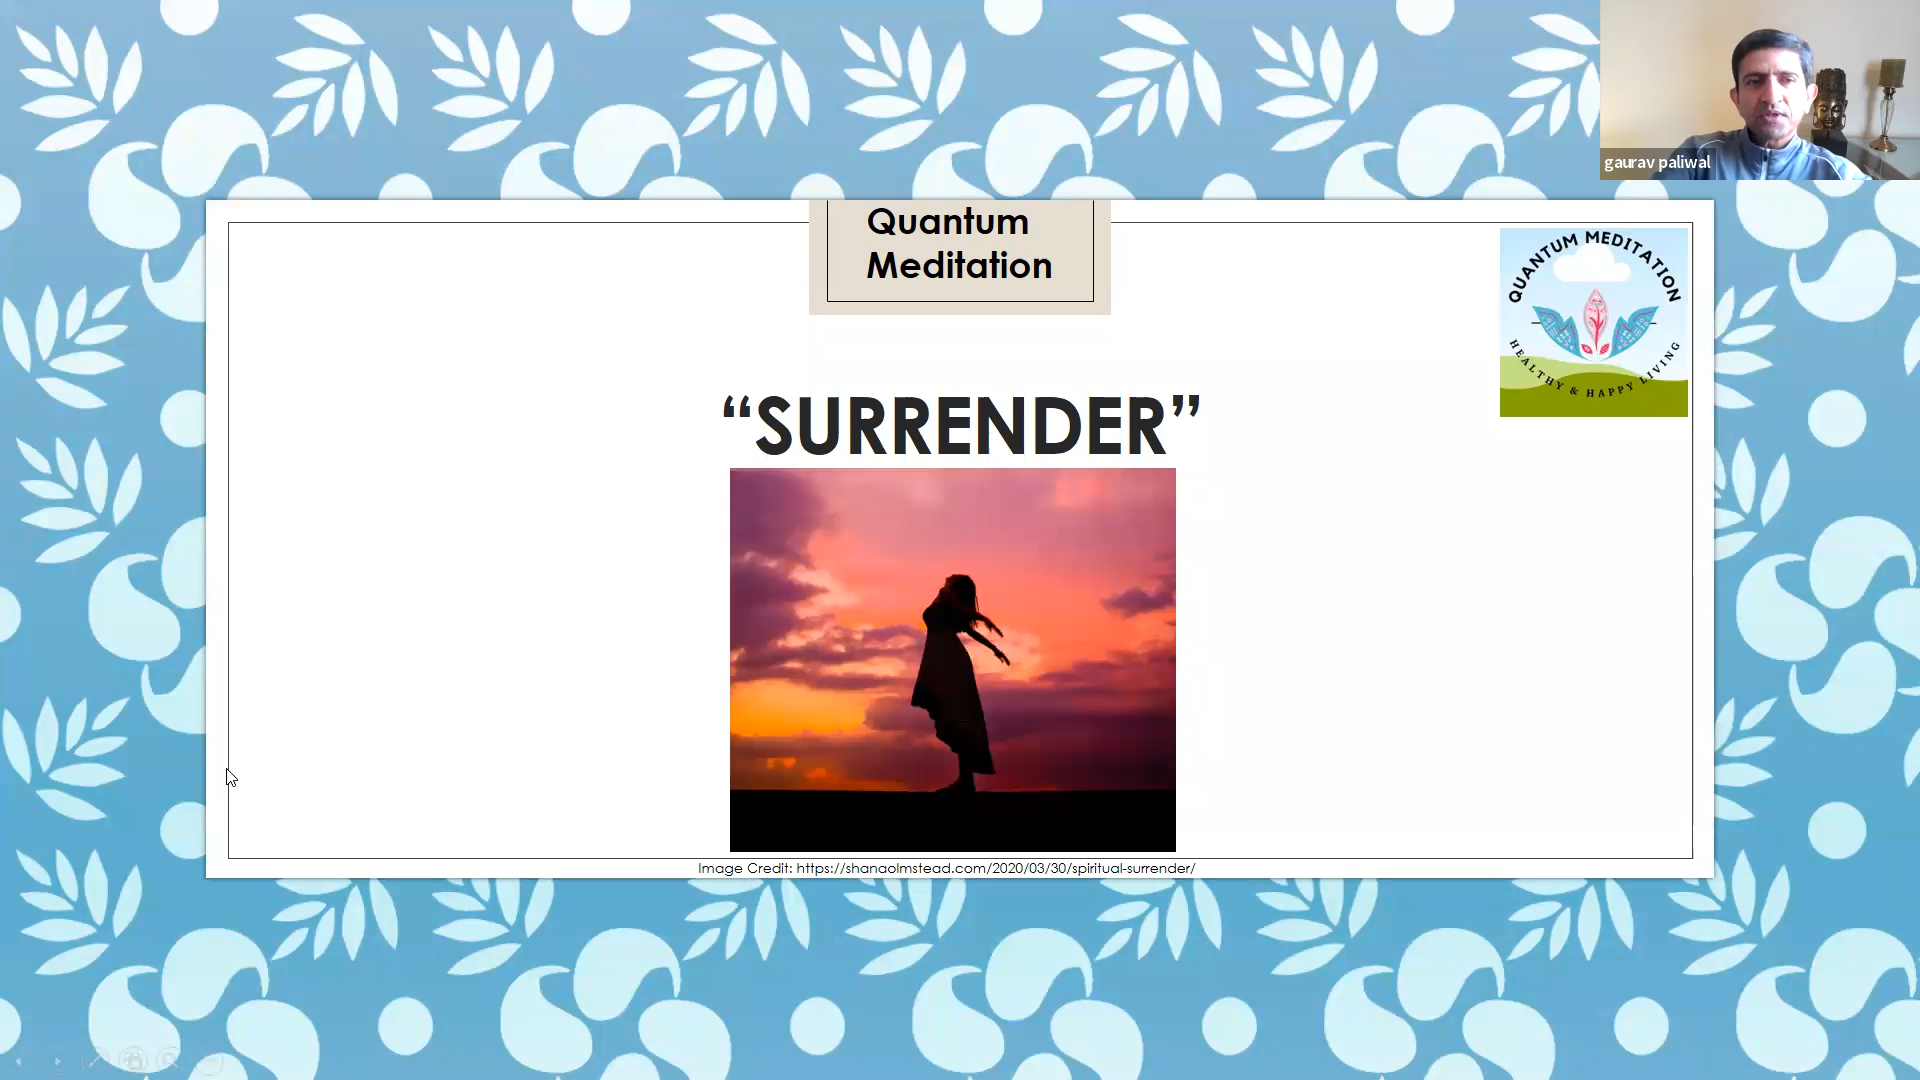 gaurav paliwal
Quantum
Meditation
QUANTUM MEDITATION
HEALTHY & HAPPY LIVING
“SURRENDER”
Image Credit: https://shanaolmstead.com/2020/03/30/spiritual-surrender/